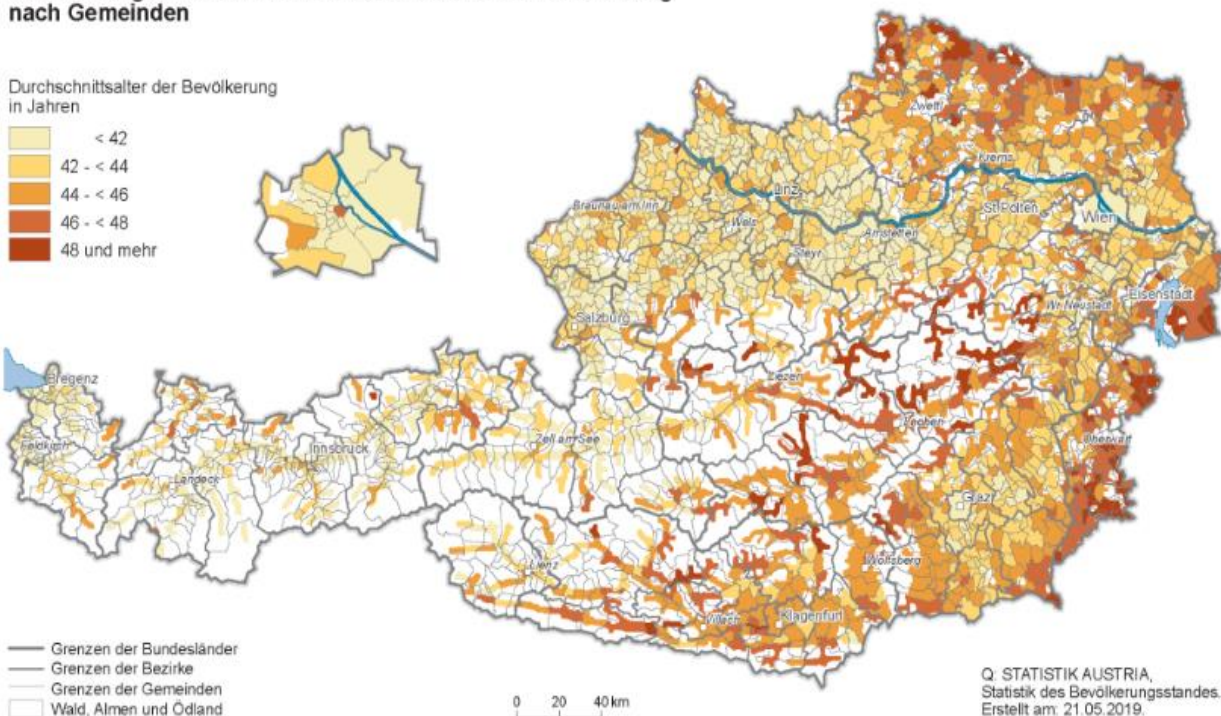 nach Gemeinden
Durchschnittsalter der Bevölkerung
in Jahren
< 42
42 - < 44
44 - < 46
46 - < 48
48 und mehr
Zwettl
Krems
Linz
Braunau am Inn
St. Pölten
Wien
Wels
Amstetten
Steyr
Eisenstadt
Wr. Neustadt
Salzburg
Bregenz
Liezen
Feldkirch
Innsbruck
Zell am See
Leoben
Oberwart
Landeck
Graz
Lienz
Wolfsberg
Villach
Klagenfurt
Grenzen der Bundesländer
Grenzen der Bezirke
Grenzen der Gemeinden
Wald, Almen und Ödland
0 20 40 km
Q: STATISTIK AUSTRIA,
Statistik des Bevölkerungsstandes.
Erstellt am: 21.05.2019.